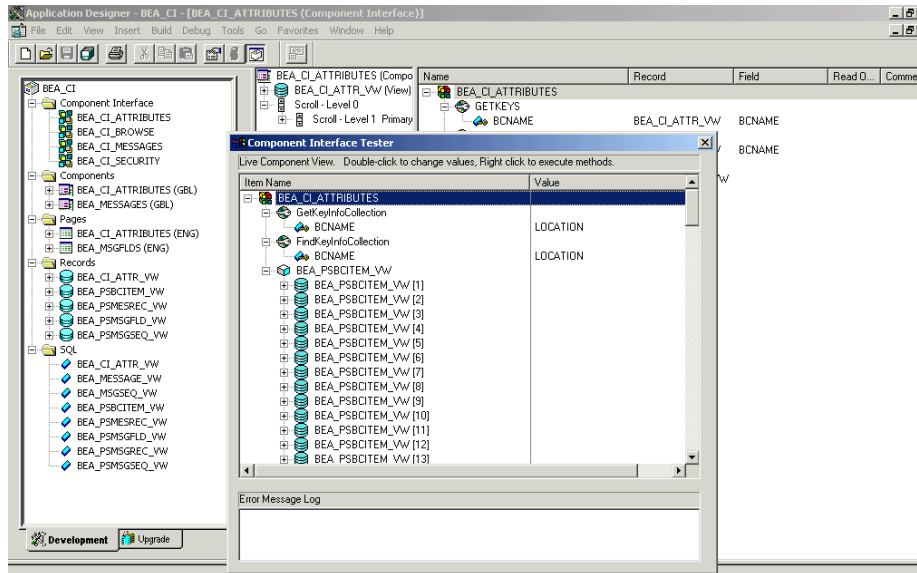 Application Designer - BEA_CI - [BEA_CI_ATTRIBUTES (Component Interface)]
File Edit View Insert Build Debug Tools Go Favorites Window Help
BEA_CI
Component Interface
BEA_CI_ATTRIBUTES
BEA_CI_BROWSE
BEA_CI_MESSAGES
BEA_CI_SECURITY
Components
BEA_CI_ATTRIBUTES (GBL)
BEA_MESSAGES (GBL)
Pages
BEA_CI_ATTRIBUTES (ENG)
BEA_MSGFLDS (ENG)
Records
BEA_CI_ATTR_VW
BEA_PSBCITEM_VW
BEA_PSMESREC_VW
BEA_PSMSGFLD_VW
BEA_PSMSGSEQ_VW
SQL
BEA_CI_ATTR_VW
BEA_MESSAGE_VW
BEA_MSGSEQ_VW
BEA_PSBCITEM_VW
BEA_PSMESREC_VW
BEA_PSMSGFLD_VW
BEA_PSMSGREC_VW
BEA_PSMSGSEQ_VW
Development Upgrade
BEA_CI_ATTRIBUTES (Compo
BEA_CI_ATTR_VW (View)
Scroll - Level 0
Scroll - Level 1 Primary
Name Record Field Read O... Comme
BEA_CI_ATTRIBUTES
GETKEYS
BCNAME BEA_CI_ATTR_VW BCNAME
BCNAME
Component Interface Tester
Live Component View. Double-click to change values, Right click to execute methods.
Item Name Value
BEA_CI_ATTRIBUTES
GetKeyInfoCollection
BCNAME LOCATION
FindKeyInfoCollection
BCNAME LOCATION
BEA_PSBCITEM_VW
BEA_PSBCITEM_VW [1]
BEA_PSBCITEM_VW [2]
BEA_PSBCITEM_VW [3]
BEA_PSBCITEM_VW [4]
BEA_PSBCITEM_VW [5]
BEA_PSBCITEM_VW [6]
BEA_PSBCITEM_VW [7]
BEA_PSBCITEM_VW [8]
BEA_PSBCITEM_VW [9]
BEA_PSBCITEM_VW [10]
BEA_PSBCITEM_VW [11]
BEA_PSBCITEM_VW [12]
BEA_PSBCITEM_VW [13]
Error Message Log